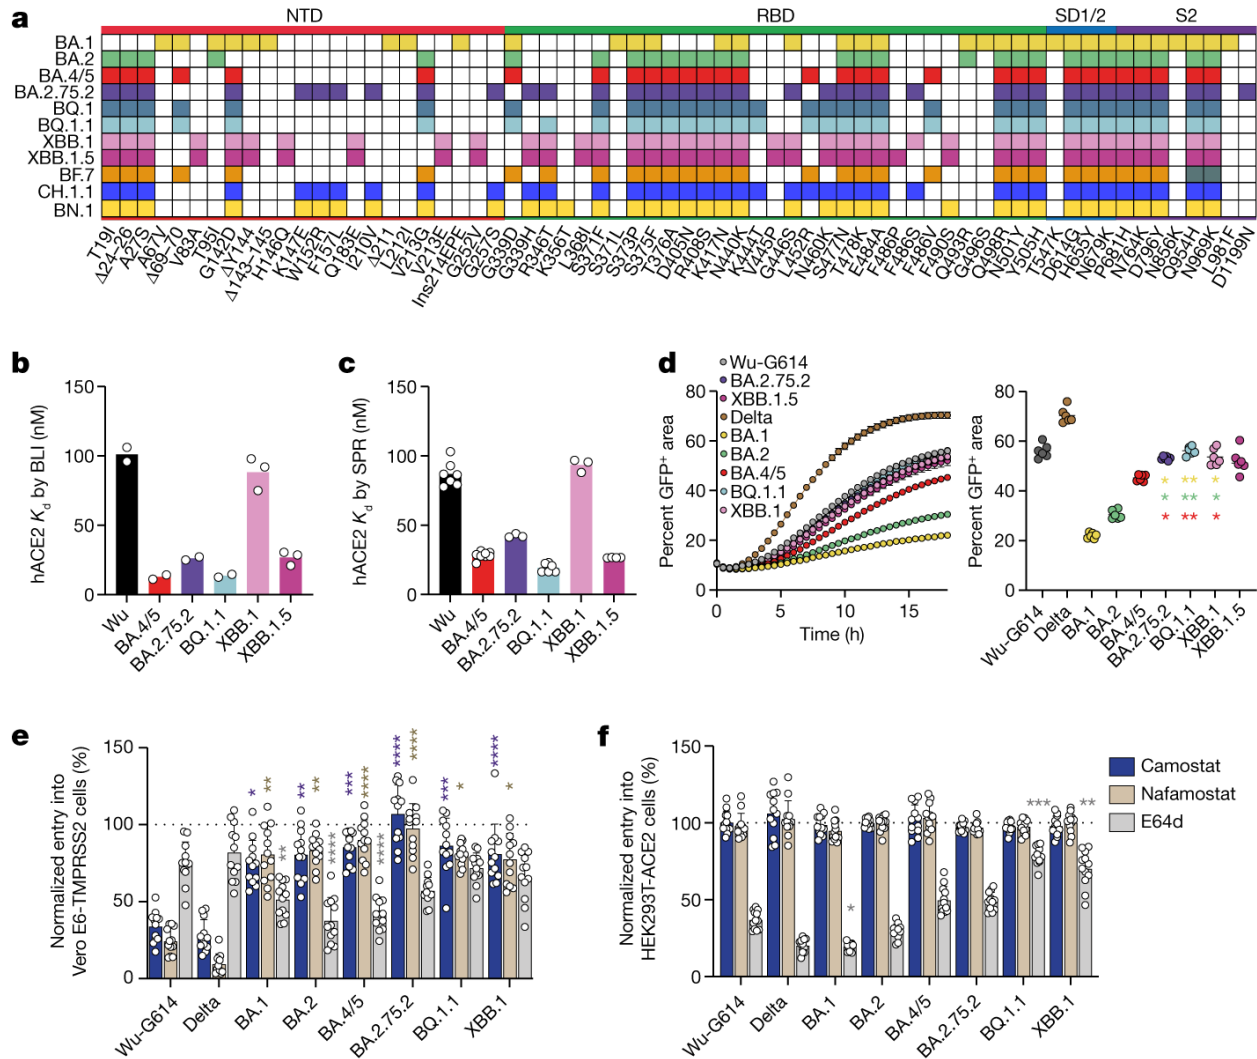 a
NTD RBD SD1/2 S2
BA.1
BA.2
BA.4/5
BA.2.75.2
BQ.1
BQ.1.1
XBB.1
XBB.1.5
BF.7
CH.1.1
BN.1
T19I Δ24-26 A27S A67V Δ69-70 V83A T95I G142D ΔY144 Δ143-145 H146Q K147E W152R F157L Q183E I210V Δ211 L212I V213G V213E Ins214EPE G252V G257S G339D G339H R346T K356T L368I S371F S371L S373P S375F T376A D405N R408S K417N N440K K444T V445P G446S L452R N460K S477N T478K E484A F486P F486S F486V F490S Q493R G496S Q498R N501Y Y505H T547K D614G H655Y N679K P681H N764K D796Y N856K Q954H N969K L981F D1199N
b
hACE2 Kd by BLI (nM)
150
100
50
0
Wu BA.4/5 BA.2.75.2 BQ.1.1 XBB.1 XBB.1.5
c
hACE2 Kd by SPR (nM)
150
100
50
0
Wu BA.4/5 BA.2.75.2 BQ.1.1 XBB.1 XBB.1.5
d
Wu-G614
BA.2.75.2
XBB.1.5
Delta
BA.1
BA.2
BA.4/5
BQ.1.1
XBB.1
Percent GFP+ area
80
60
40
20
0
0 5 10 15
Time (h)
Percent GFP+ area
80
60
40
20
0
* ** *
* ** *
* ** *
Wu-G614 Delta BA.1 BA.2 BA.4/5 BA.2.75.2 BQ.1.1 XBB.1 XBB.1.5
e
Normalized entry into
Vero E6-TMPRSS2 cells (%)
150
100
50
0
* ** ** ** ** **** *** **** **** **** **** *** * **** *
Wu-G614 Delta BA.1 BA.2 BA.4/5 BA.2.75.2 BQ.1.1 XBB.1
f
Normalized entry into
HEK293T-ACE2 cells (%)
150
100
50
0
* *** **
Wu-G614 Delta BA.1 BA.2 BA.4/5 BA.2.75.2 BQ.1.1 XBB.1
Camostat
Nafamostat
E64d